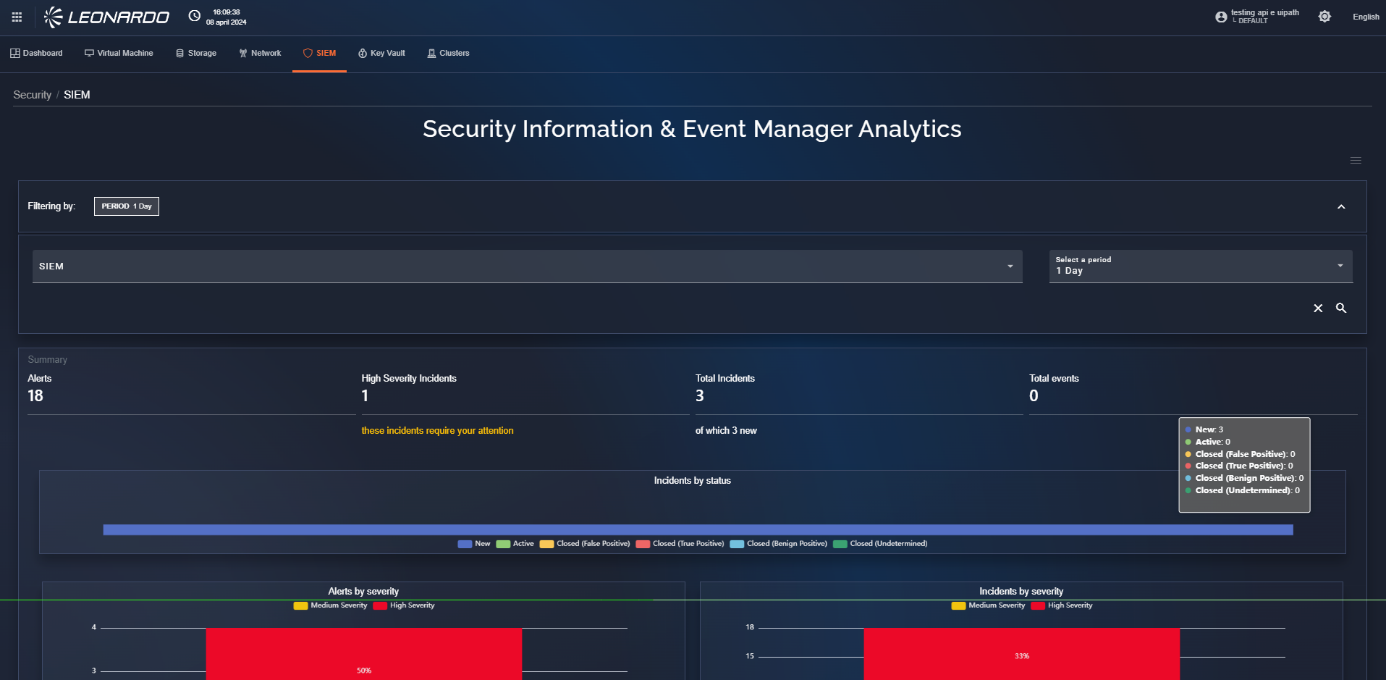 LEONARDO
16:09:38
08 april 2024
testing api e uipath
└ DEFAULT
English
Dashboard
Virtual Machine
Storage
Network
SIEM
Key Vault
Clusters
Security / SIEM
Security Information & Event Manager Analytics
Filtering by:
PERIOD 1 Day
SIEM
Select a period
1 Day
Summary
Alerts
18
High Severity Incidents
1
these incidents require your attention
Total Incidents
3
of which 3 new
Total events
0
New: 3
Active: 0
Closed (False Positive): 0
Closed (True Positive): 0
Closed (Benign Positive): 0
Closed (Undetermined): 0
Incidents by status
New Active Closed (False Positive) Closed (True Positive) Closed (Benign Positive) Closed (Undetermined)
Alerts by severity
Medium Severity High Severity
4
3
50%
Incidents by severity
Medium Severity High Severity
18
15
33%